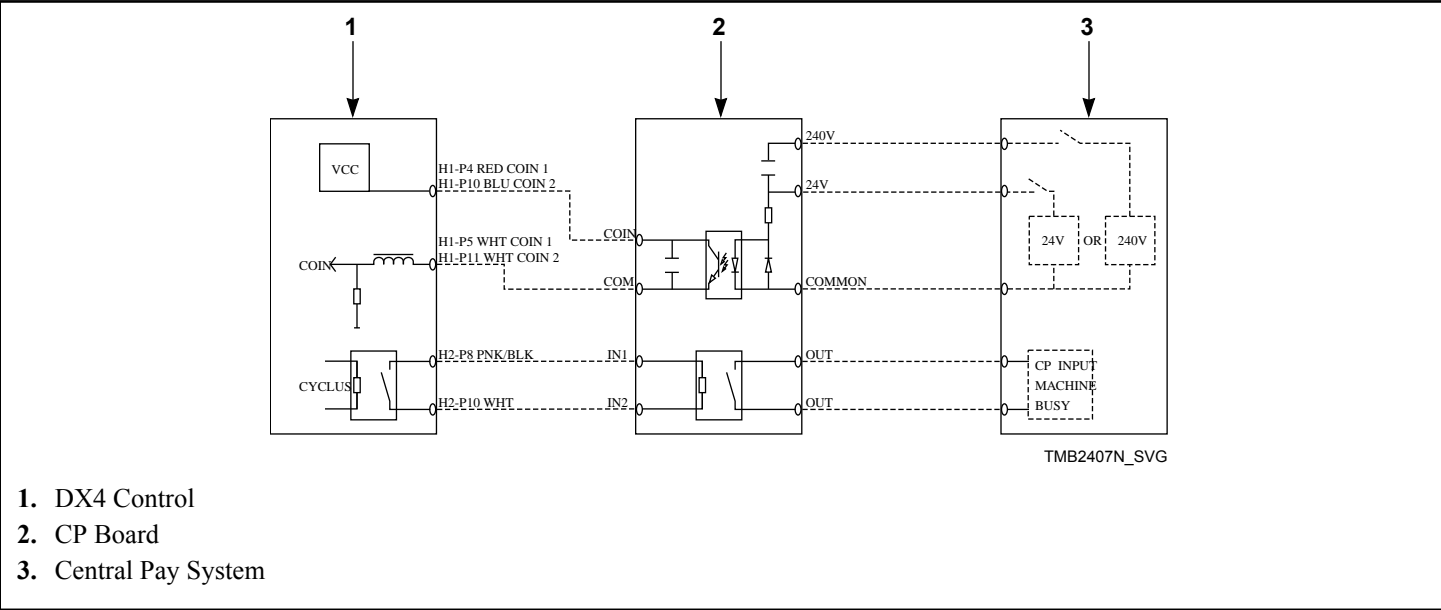 1
2
3
VCC
H1-P4 RED COIN 1
H1-P10 BLU COIN 2
COIN
H1-P5 WHT COIN 1
H1-P11 WHT COIN 2
CYCLUS
H2-P8 PNK/BLK
H2-P10 WHT
COIN
COM
IN1
IN2
240V
24V
COMMON
OUT
OUT
24V
OR
240V
CP INPUT
MACHINE
BUSY
TMB2407N_SVG
1. DX4 Control
2. CP Board
3. Central Pay System